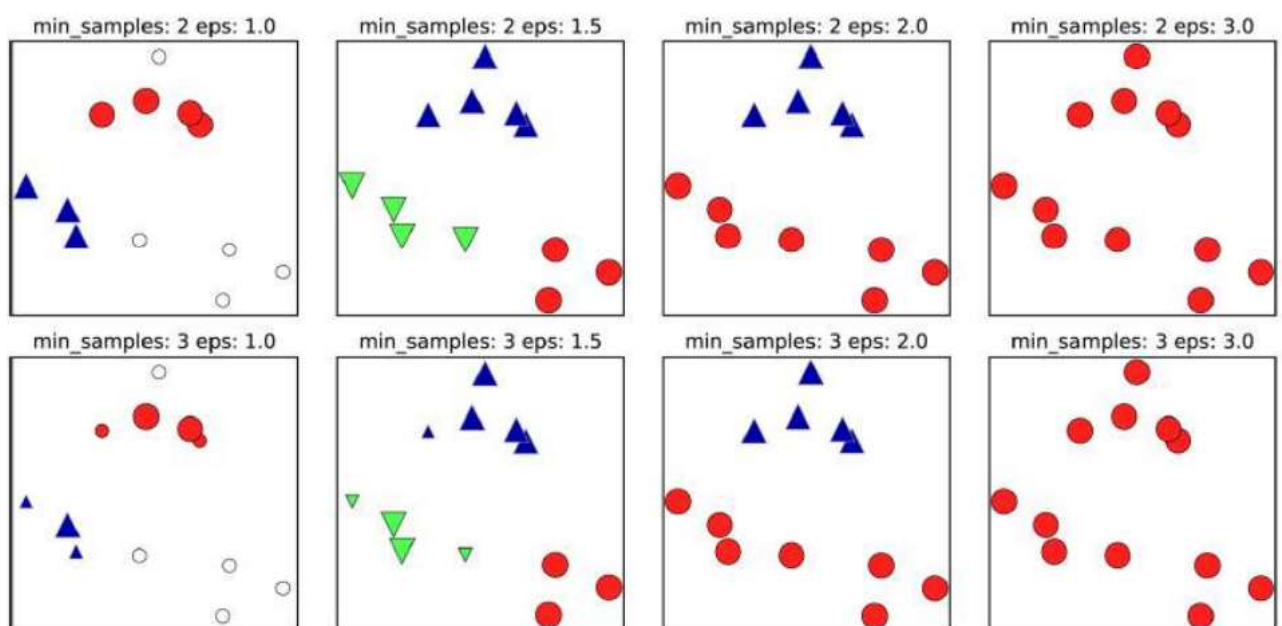 min_samples: 2 eps: 1.0
min_samples: 2 eps: 1.5
min_samples: 2 eps: 2.0
min_samples: 2 eps: 3.0
min_samples: 3 eps: 1.0
min_samples: 3 eps: 1.5
min_samples: 3 eps: 2.0
min_samples: 3 eps: 3.0